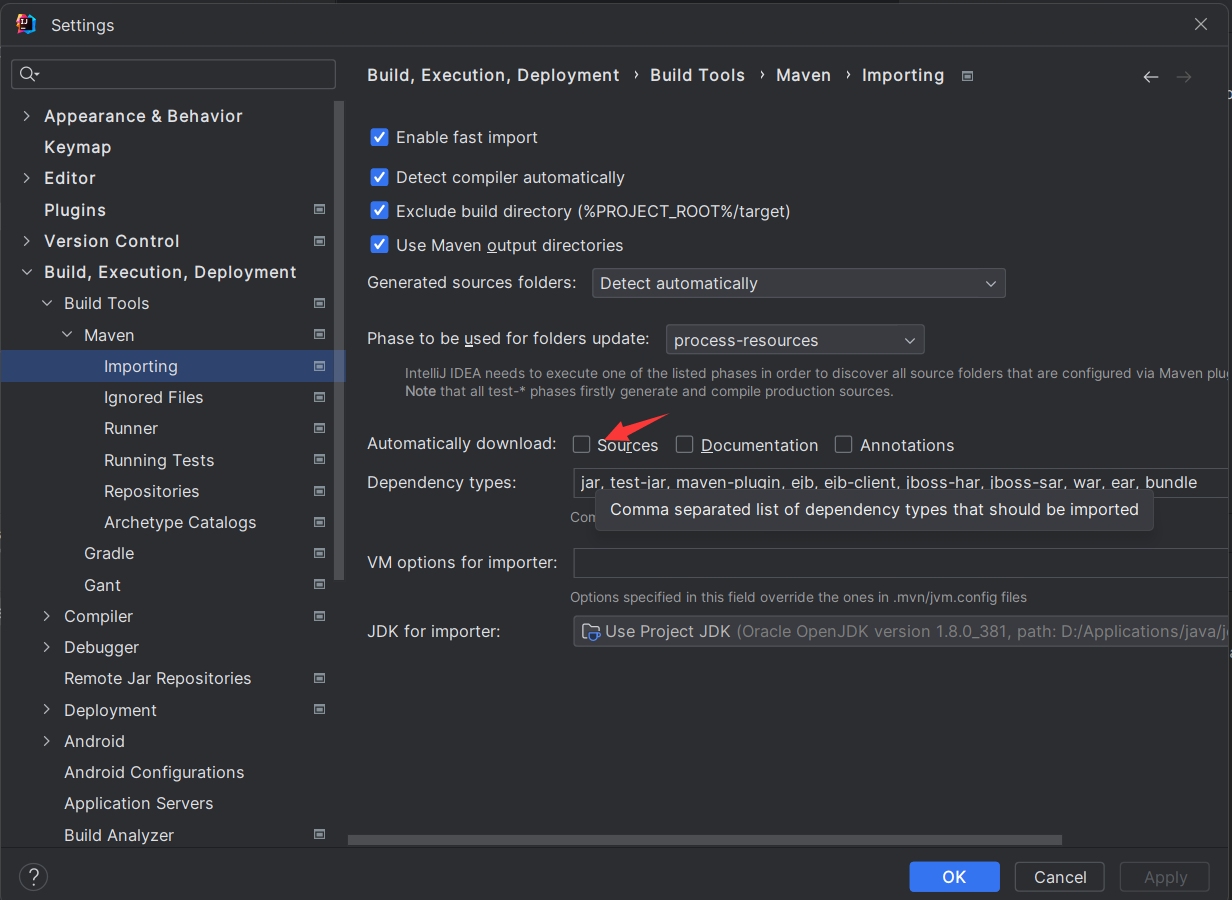 Settings
Appearance & Behavior
Keymap
Editor
Plugins
Version Control
Build, Execution, Deployment
Build Tools
Maven
Importing
Ignored Files
Runner
Running Tests
Repositories
Archetype Catalogs
Gradle
Gant
Compiler
Debugger
Remote Jar Repositories
Deployment
Android
Android Configurations
Application Servers
Build Analyzer
Build, Execution, Deployment › Build Tools › Maven › Importing
Enable fast import
Detect compiler automatically
Exclude build directory (%PROJECT_ROOT%/target)
Use Maven output directories
Generated sources folders: Detect automatically
Phase to be used for folders update: process-resources
IntelliJ IDEA needs to execute one of the listed phases in order to discover all source folders that are configured via Maven plu
Note that all test-* phases firstly generate and compile production sources.
Automatically download: Sources Documentation Annotations
Dependency types: jar, test-jar, maven-plugin, ejb, ejb-client, jboss-har, jboss-sar, war, ear, bundle
Com
Comma separated list of dependency types that should be imported
VM options for importer:
Options specified in this field override the ones in .mvn/jvm.config files
JDK for importer: Use Project JDK (Oracle OpenJDK version 1.8.0_381, path: D:/Applications/java/j
? OK Cancel Apply